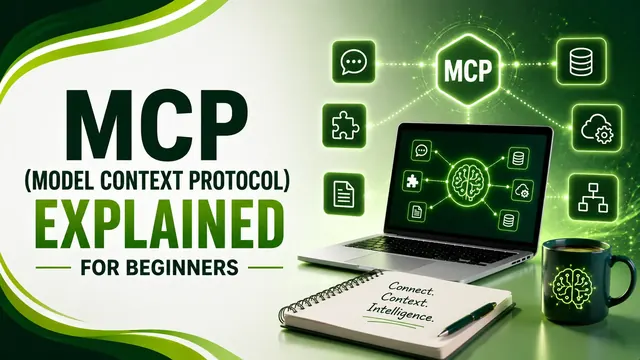 MCP
(MODEL CONTEXT PROTOCOL)
EXPLAINED
FOR BEGINNERS
MCP
Connect.
Context.
Intelligence.